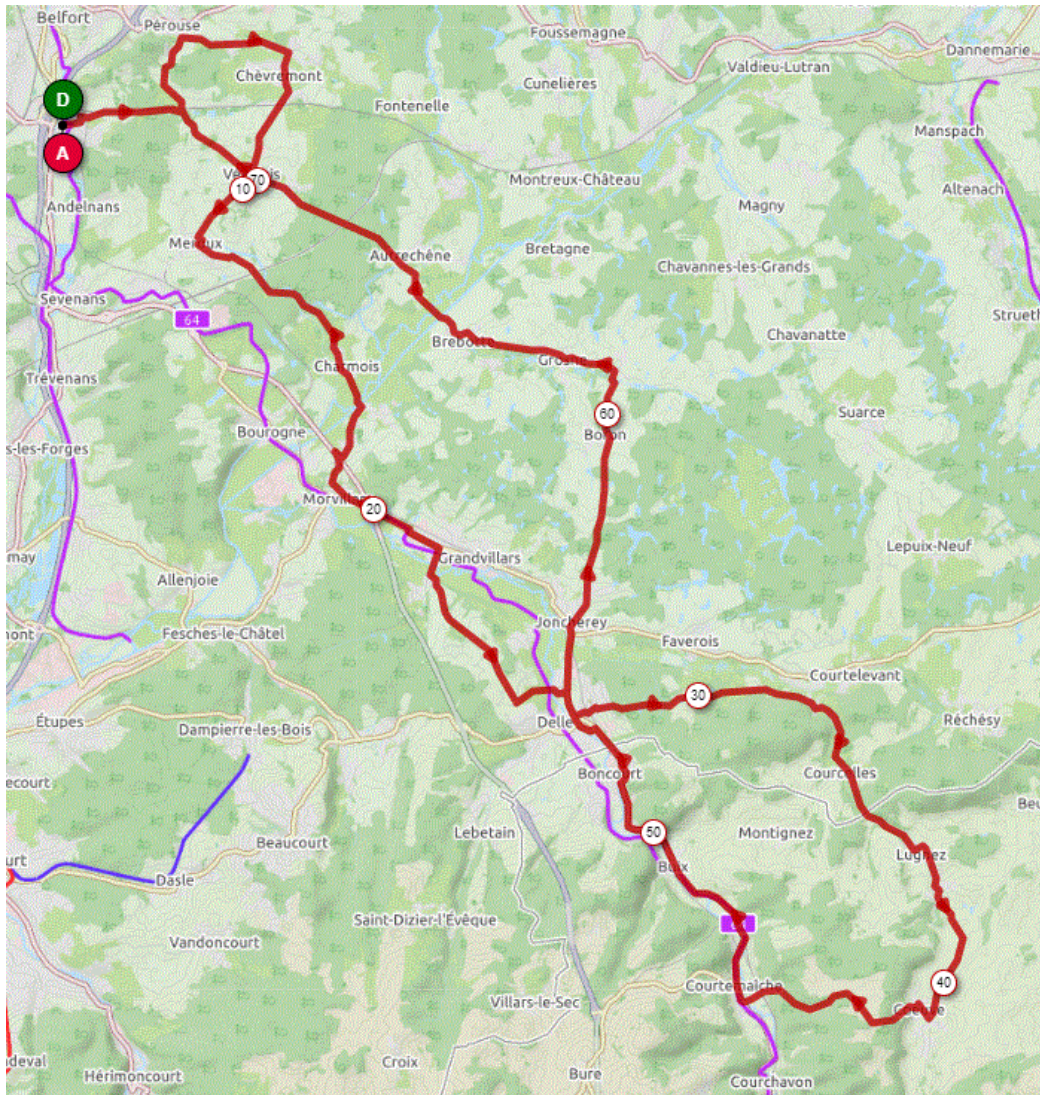 Belfort
Pérouse
Foussemagne
Dannemarie
Chèvremont
Cunelières
Valdieu-Lutran
D
Fontenelle
Manspach
A
70
10
Montreux-Château
Altenach
Andelnans
Magny
Autrechêne
Bretagne
Chavannes-les-Grands
Sevenans
64
Strueth
Brebotte
Chavanatte
Charmois
Grosne
Trévenans
60
Suarce
Bourogne
Boron
s-les-Forges
20
Grandvillars
Lepuix-Neuf
Allenjoie
Joncherey
Fesches-le-Châtel
Faverois
Courtelevant
30
Étupes
Delle
Réchésy
Dampierre-les-Bois
Boncourt
Courcelles
Lebetain
50
Montignez
Beaucourt
Lugnez
Buix
Dasle
Saint-Dizier-l'Évêque
Vandoncourt
40
Courtemaîche
Villars-le-Sec
Croix
Bure
Hérimoncourt
Courchavon